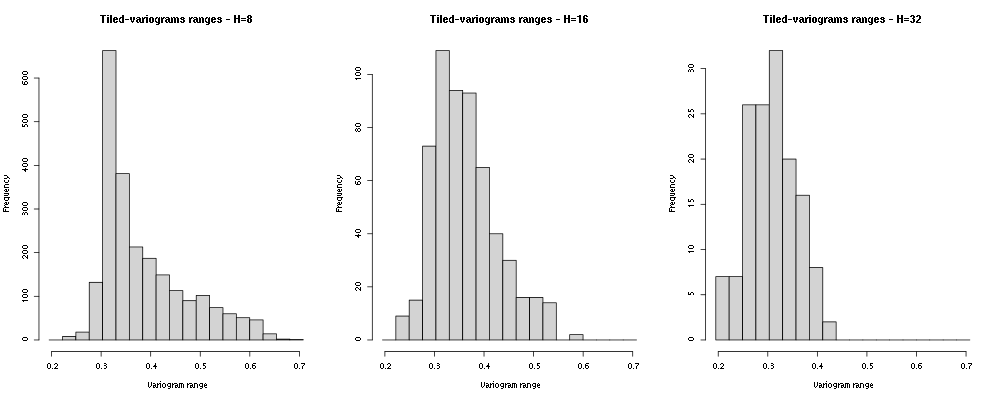 Tiled-variograms ranges - H=8
Frequency
600
500
400
300
200
100
0
0.2 0.3 0.4 0.5 0.6 0.7
Variogram range
Tiled-variograms ranges - H=16
Frequency
100
80
60
40
20
0
0.2 0.3 0.4 0.5 0.6 0.7
Variogram range
Tiled-variograms ranges - H=32
Frequency
30
25
20
15
10
5
0
0.2 0.3 0.4 0.5 0.6 0.7
Variogram range